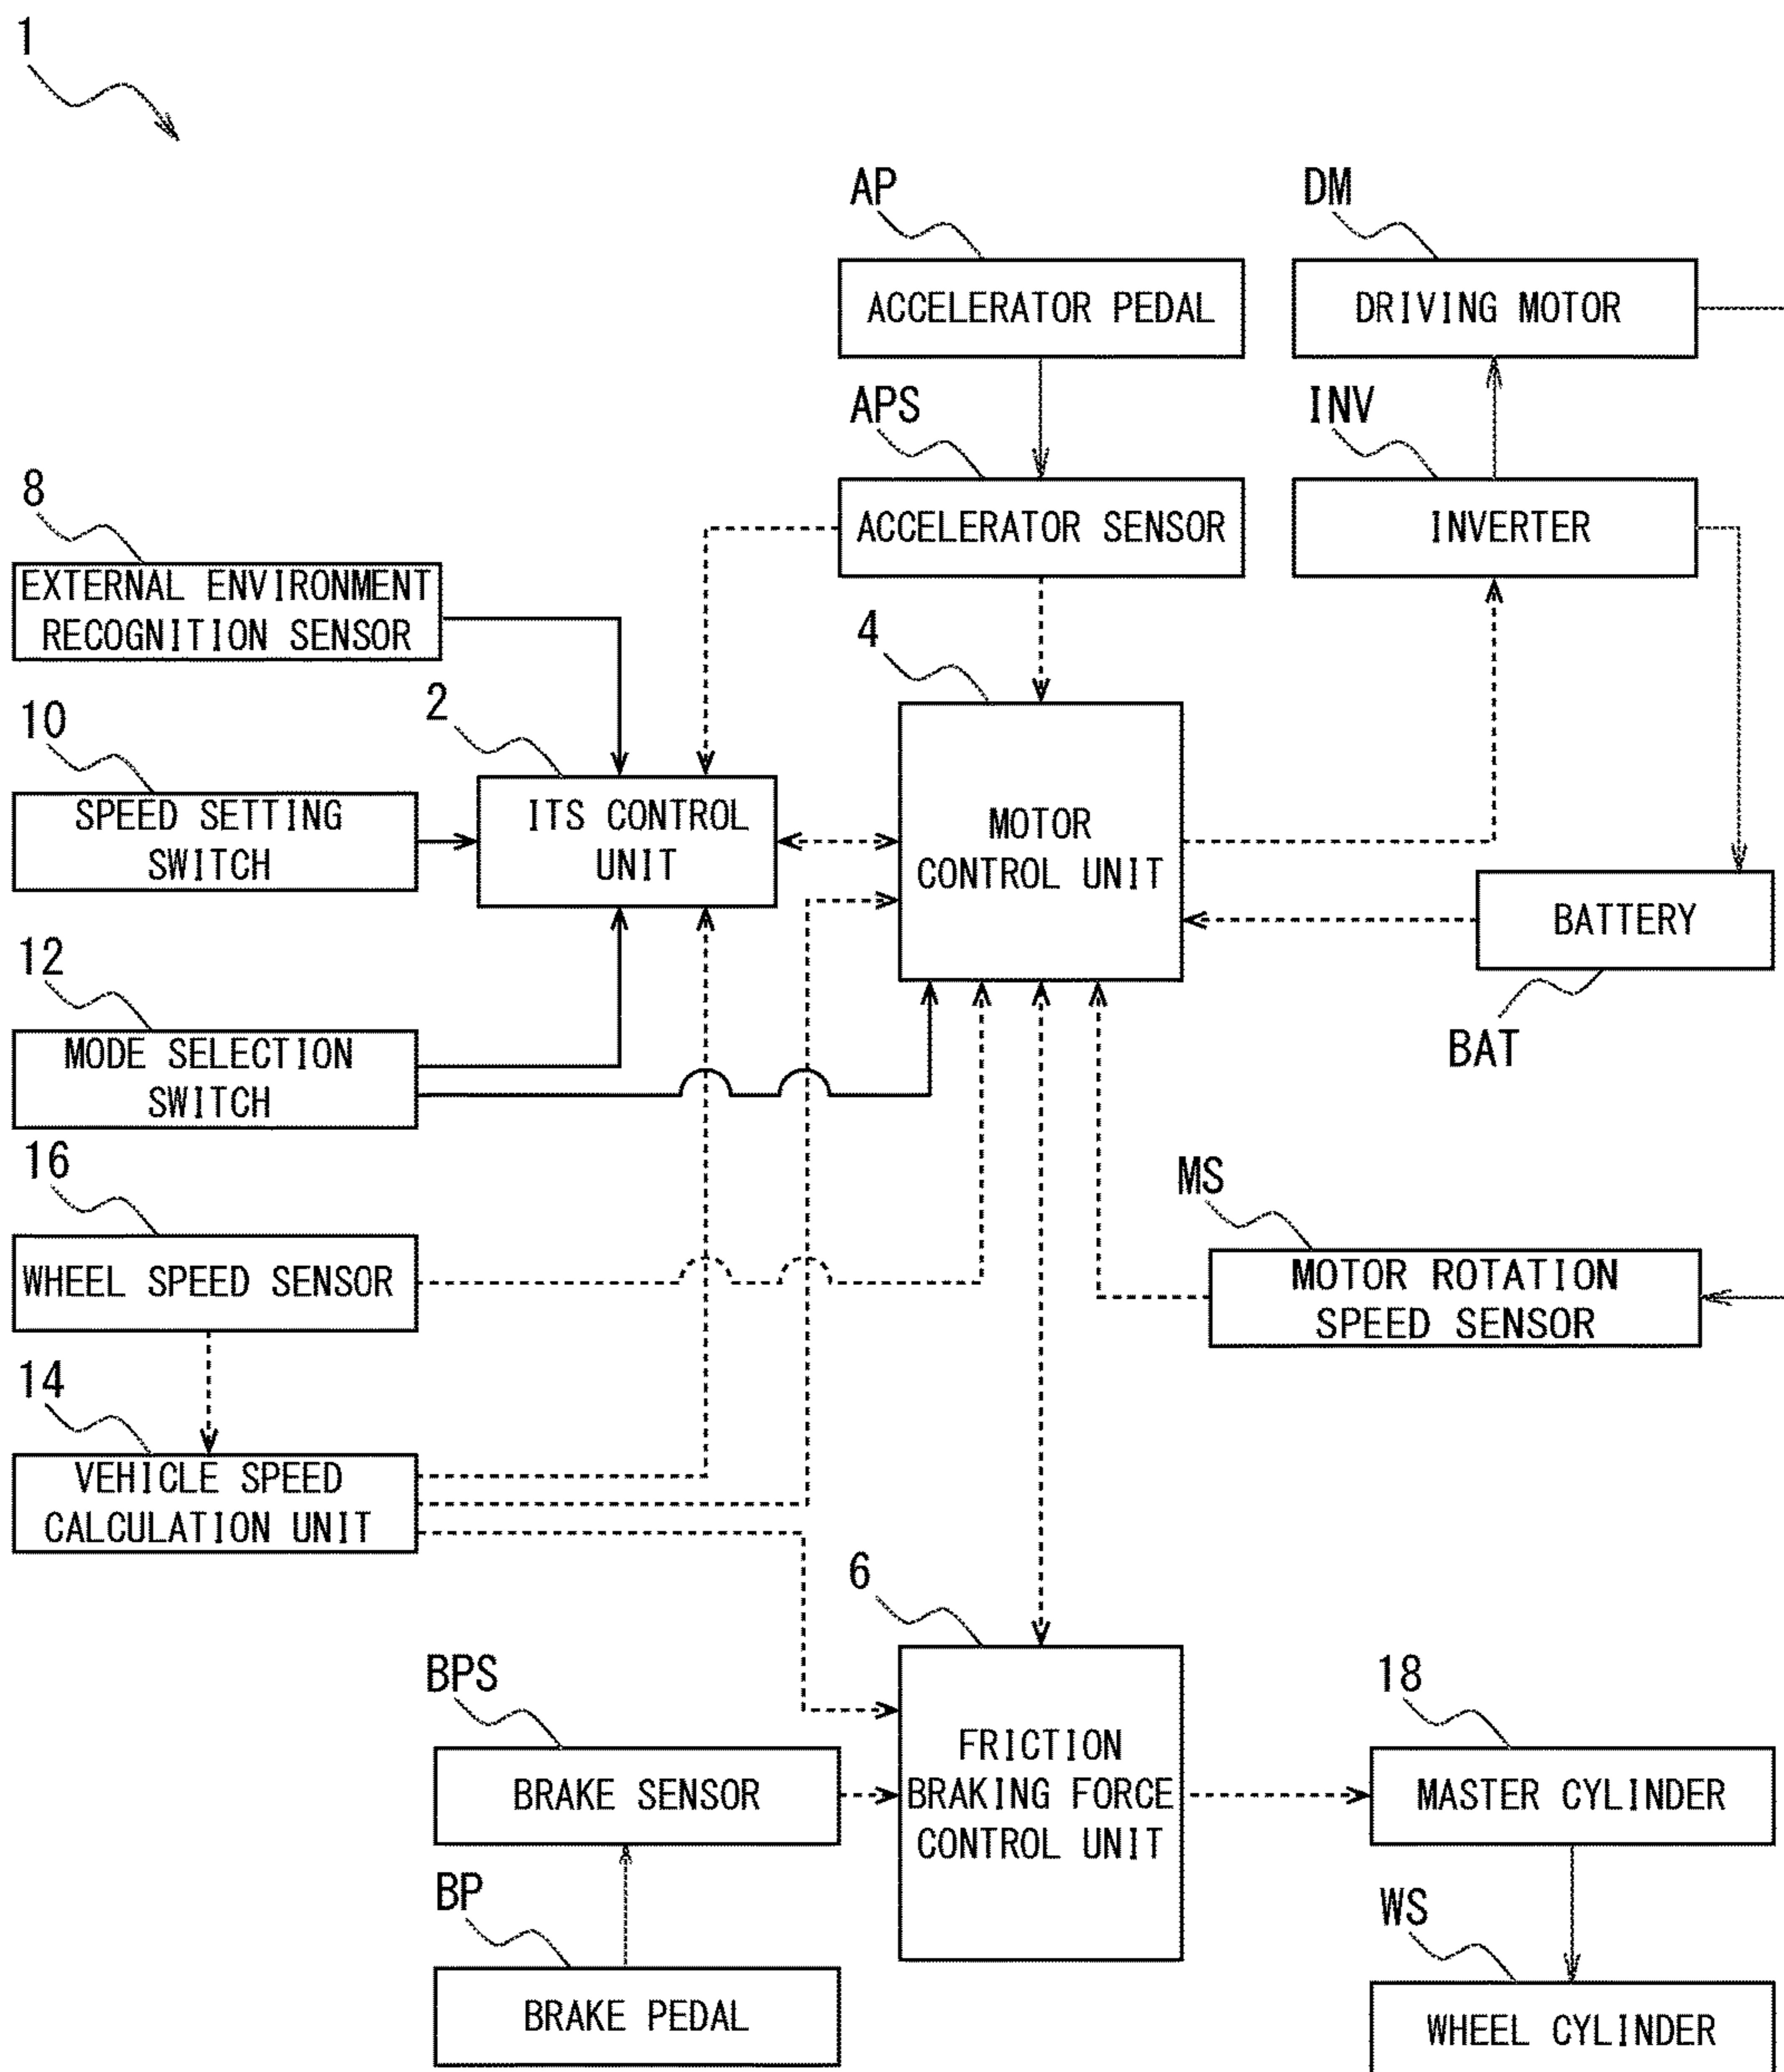 1
AP
DM
ACCELERATOR PEDAL
DRIVING MOTOR
APS
INV
8
ACCELERATOR SENSOR
INVERTER
EXTERNAL ENVIRONMENT
RECOGNITION SENSOR
4
10
2
SPEED SETTING
SWITCH
ITS CONTROL
UNIT
MOTOR
CONTROL UNIT
BATTERY
12
BAT
MODE SELECTION
SWITCH
16
MS
WHEEL SPEED SENSOR
MOTOR ROTATION
SPEED SENSOR
14
VEHICLE SPEED
CALCULATION UNIT
6
BPS
18
FRICTION
BRAKING FORCE
CONTROL UNIT
BRAKE SENSOR
MASTER CYLINDER
BP
WS
BRAKE PEDAL
WHEEL CYLINDER